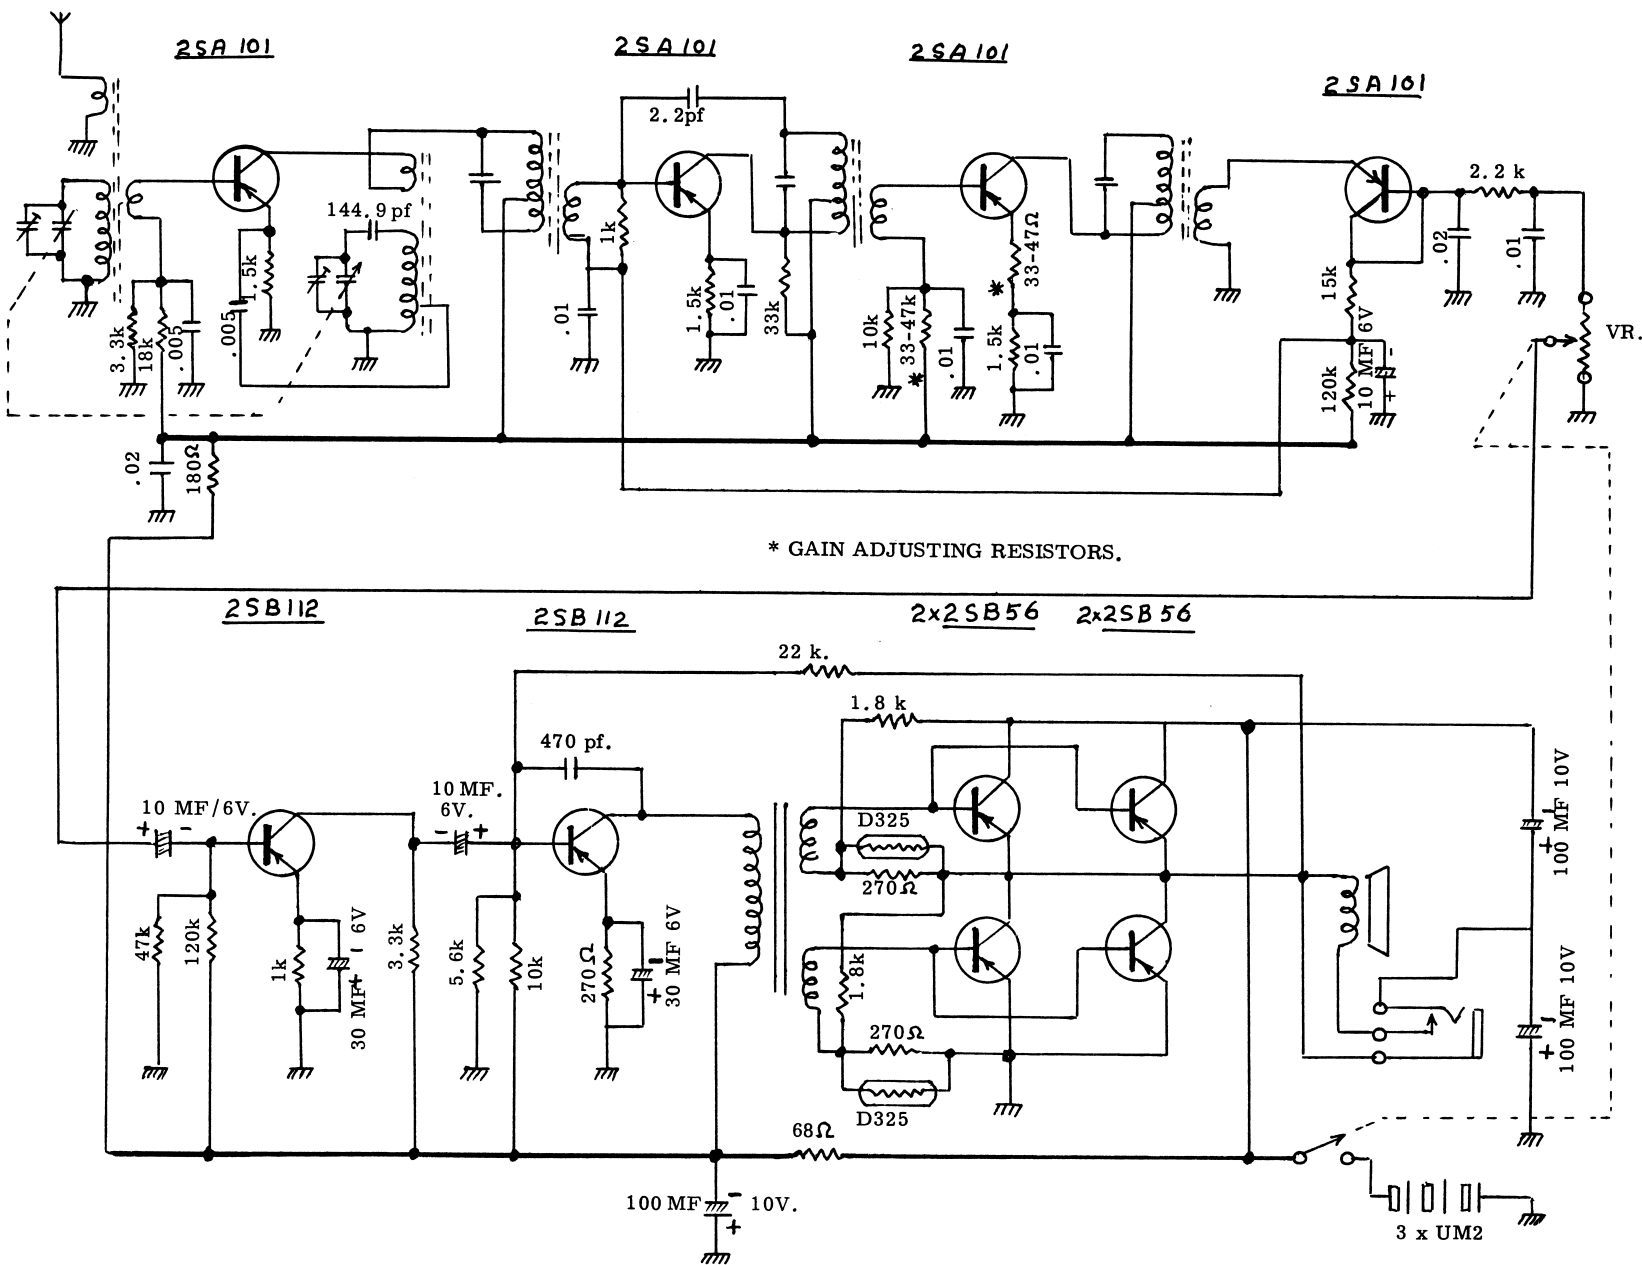 2SA101
2SA101
2SA101
2SA101
2.2pf
144.9pf
2.2 k
1k
1.5k
33-47Ω
*
.02
.01
15k
6V
3.3k
18k
.005
.005
.01
1.5k
.01
33k
10k
33-47k
*
.01
1.5k
.01
120k
10 MF
-
+
VR.
.02
180Ω
* GAIN ADJUSTING RESISTORS.
2SB112
2SB112
2x2SB56
2x2SB56
22 k.
1.8 k
470 pf.
10 MF/6V.
+ -
10 MF.
6V.
- +
D325
270Ω
100 MF 10V
-
+
47k
120k
1k
30 MF 6V
-
+
3.3k
5.6k
10k
270Ω
30 MF 6V
-
+
1.8k
270Ω
D325
100 MF 10V
-
+
68Ω
100 MF - 10V.
+
3 x UM2